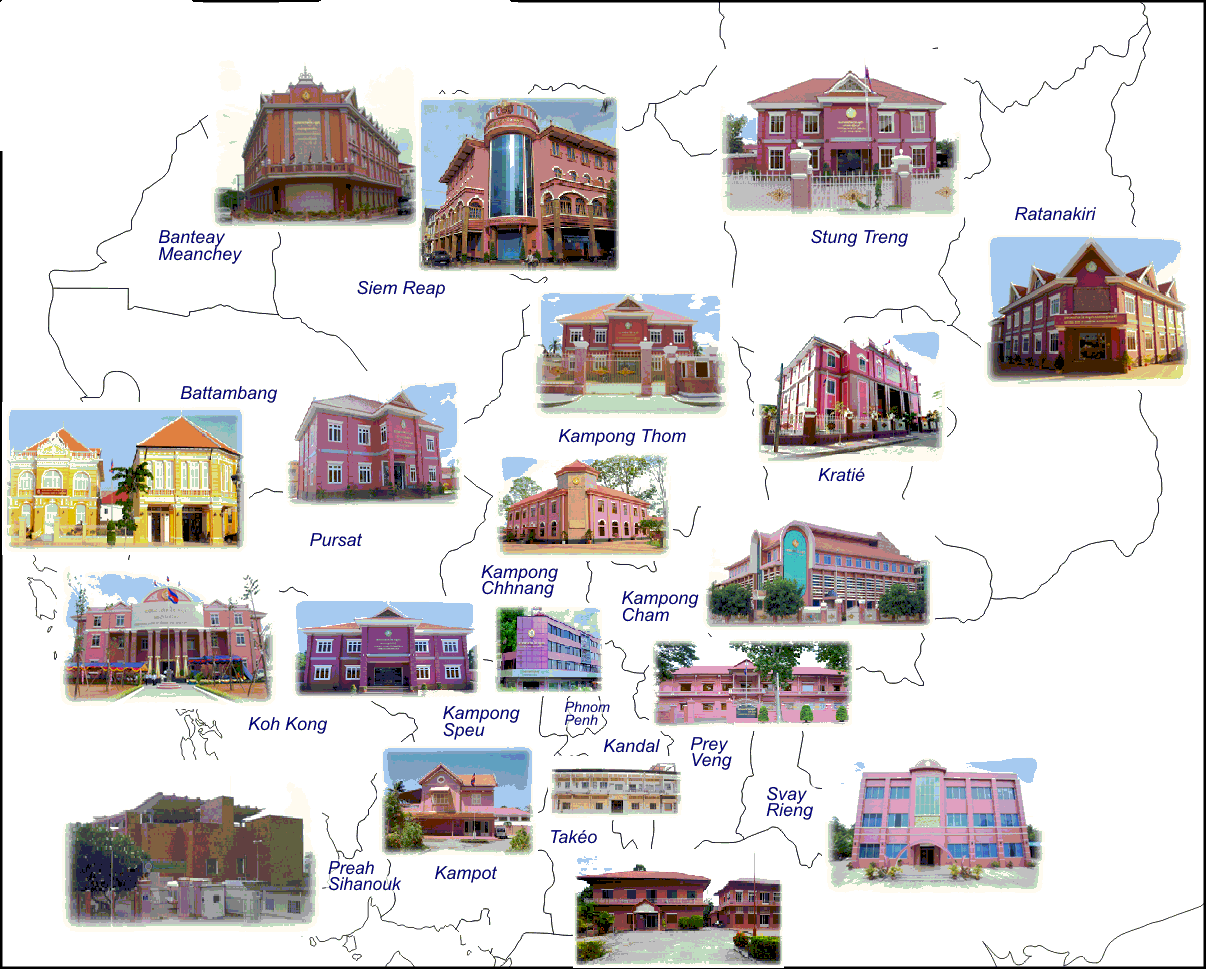 Ratanakiri
Stung Treng
Banteay
Meanchey
Siem Reap
Battambang
Kampong Thom
Kratié
Pursat
Kampong
Chhnang
Kampong
Cham
Koh Kong
Kampong
Speu
Phnom
Penh
Kandal
Prey
Veng
Svay
Rieng
Takéo
Preah
Sihanouk
Kampot